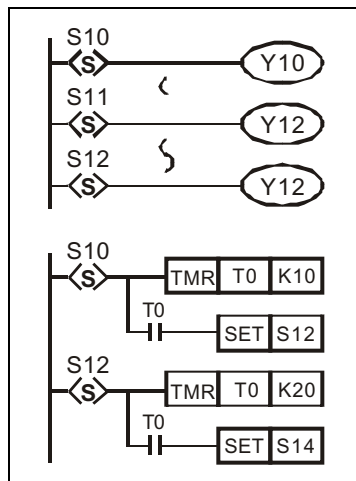 S10
S Y10
S11
S Y12
S12
S Y12
S10
S TMR T0 K10
T0
SET S12
S12
S TMR T0 K20
T0
SET S14